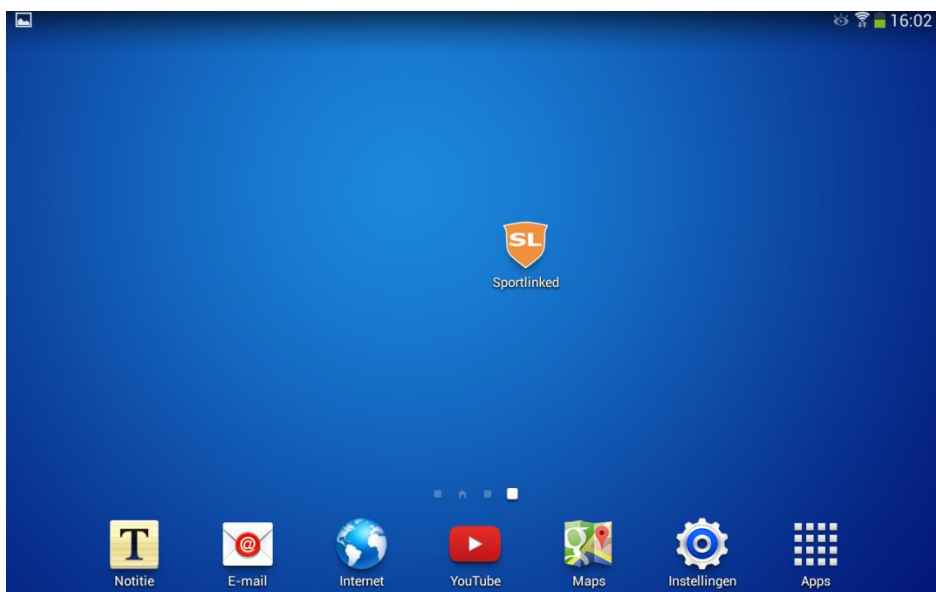 16:02
SL
Sportlinked
T
@
Notitie E-mail Internet YouTube Maps Instellingen Apps